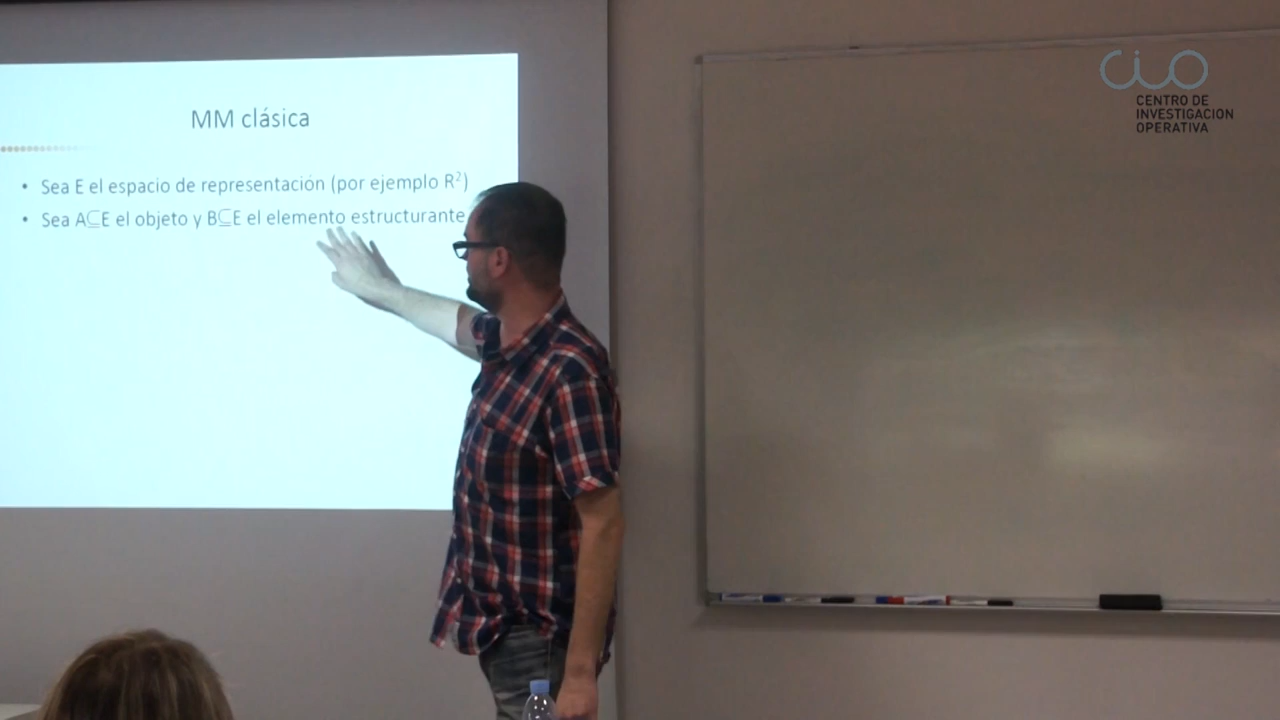 MM clásica
• Sea E el espacio de representación (por ejemplo R²)
• Sea A⊆E el objeto y B⊆E el elemento estructurante
CIO
CENTRO DE
INVESTIGACION
OPERATIVA